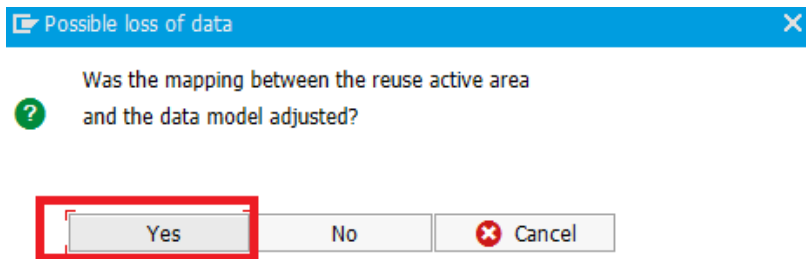 Possible loss of data
Was the mapping between the reuse active area
and the data model adjusted?
Yes No Cancel